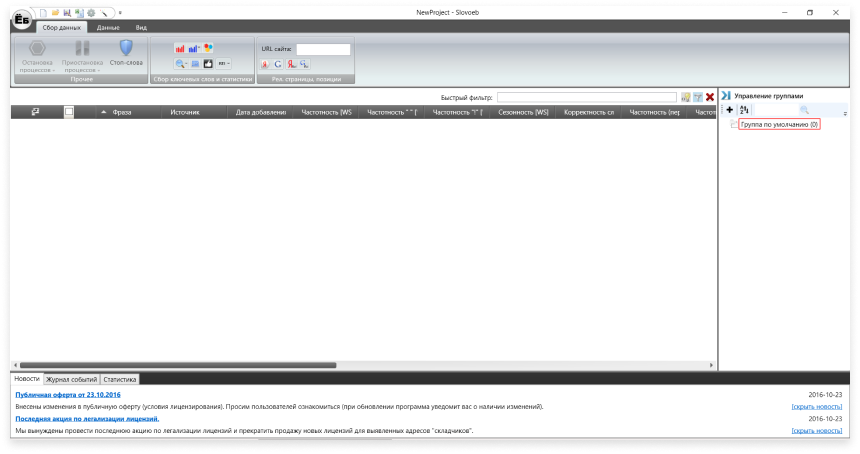 NewProject - Slovoeb
Ёб
Сбор данных Данные Вид
Остановка процессов
Приостановка процессов
Стоп-слова
Прочее
Сбор ключевых слов и статистики
URL сайта:
Рел. страницы, позиции
Быстрый фильтр:
Фраза Источник Дата добавлени Частотность [WS Частотность " " [ Частотность "!" [ Сезонность [WS] Корректность сл Частотность (пер Частот
Управление группами
Группа по умолчанию (0)
Новости Журнал событий Статистика
Публичная оферта от 23.10.2016 2016-10-23
Внесены изменения в публичную оферту (условия лицензирования). Просим пользователей ознакомиться (при обновлении программа уведомит вас о наличии изменений). [скрыть новость]
Последняя акция по легализации лицензий. 2016-10-23
Мы вынуждены провести последнюю акцию по легализации лицензий и прекратить продажу новых лицензий для выявленных адресов "складчиков". [скрыть новость]